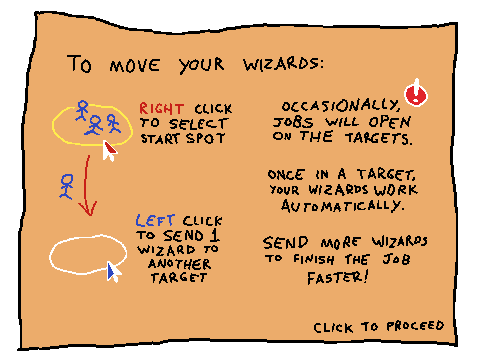 TO MOVE YOUR WIZARDS:
RIGHT CLICK
TO SELECT
START SPOT
LEFT CLICK
TO SEND 1
WIZARD TO
ANOTHER
TARGET
!
OCCASIONALLY,
JOBS WILL OPEN
ON THE TARGETS.
ONCE IN A TARGET,
YOUR WIZARDS WORK
AUTOMATICALLY.
SEND MORE WIZARDS
TO FINISH THE JOB
FASTER!
CLICK TO PROCEED